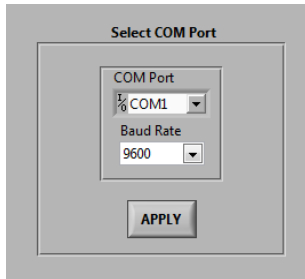 Select COM Port
COM Port
I/O COM1
Baud Rate
9600
APPLY